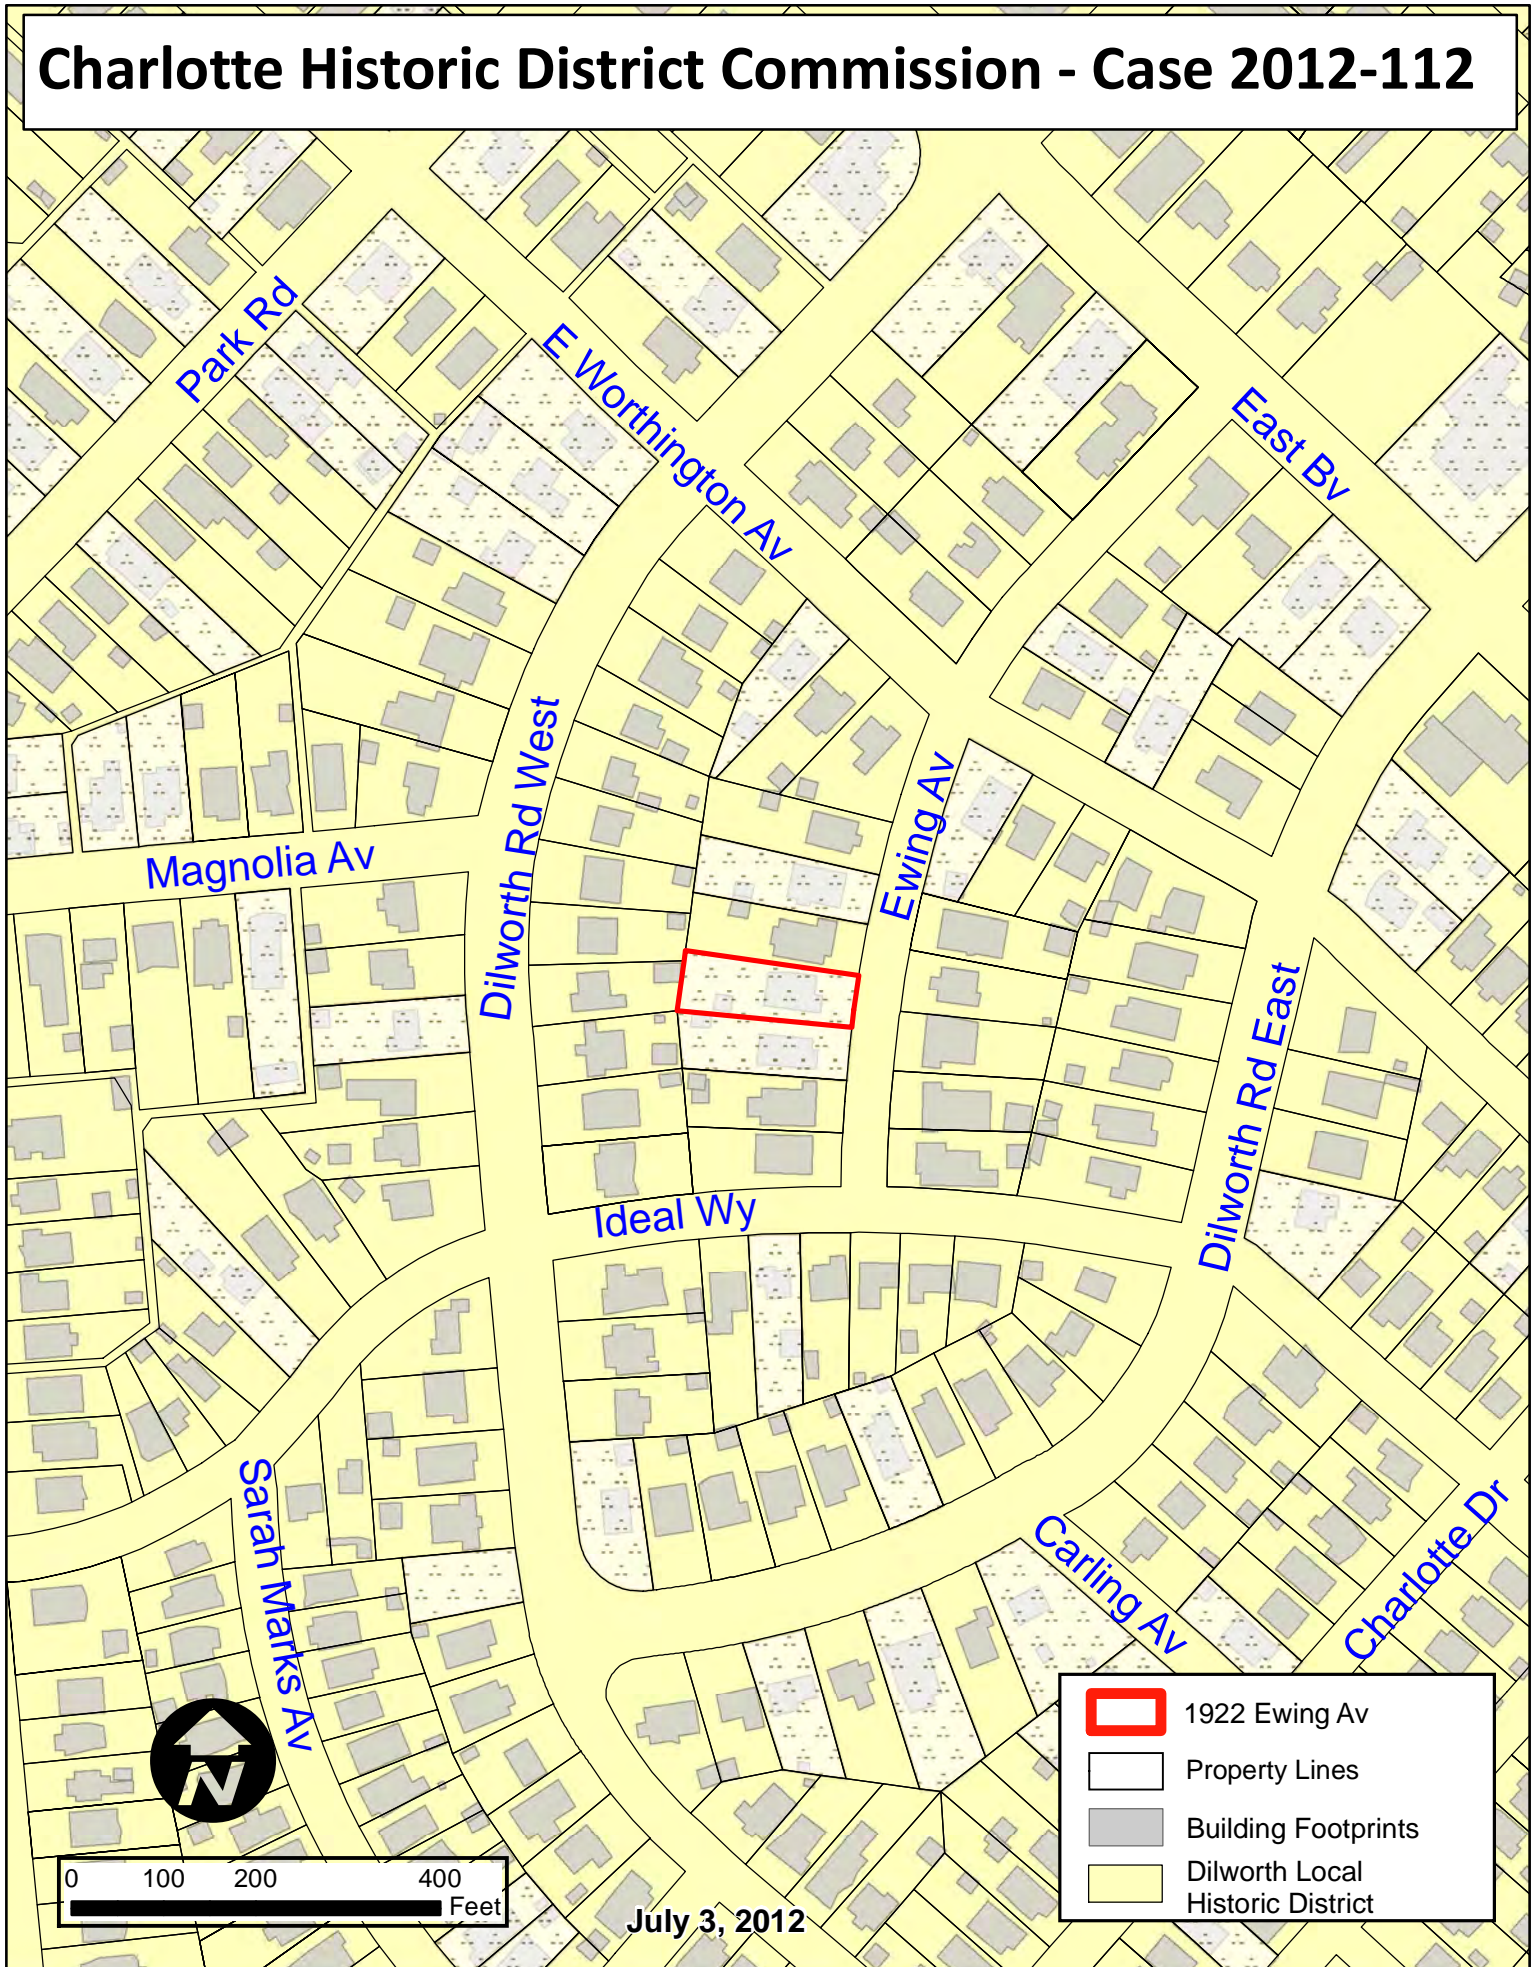 Charlotte Historic District Commission - Case 2012-112
Park Rd
E Worthington Av
East Bv
Dilworth Rd West
Ewing Av
Magnolia Av
Dilworth Rd East
Ideal Wy
Sarah Marks Av
Carling Av
Charlotte Dr
1922 Ewing Av
Property Lines
Building Footprints
Dilworth Local
Historic District
N
0 100 200 400
Feet
July 3, 2012